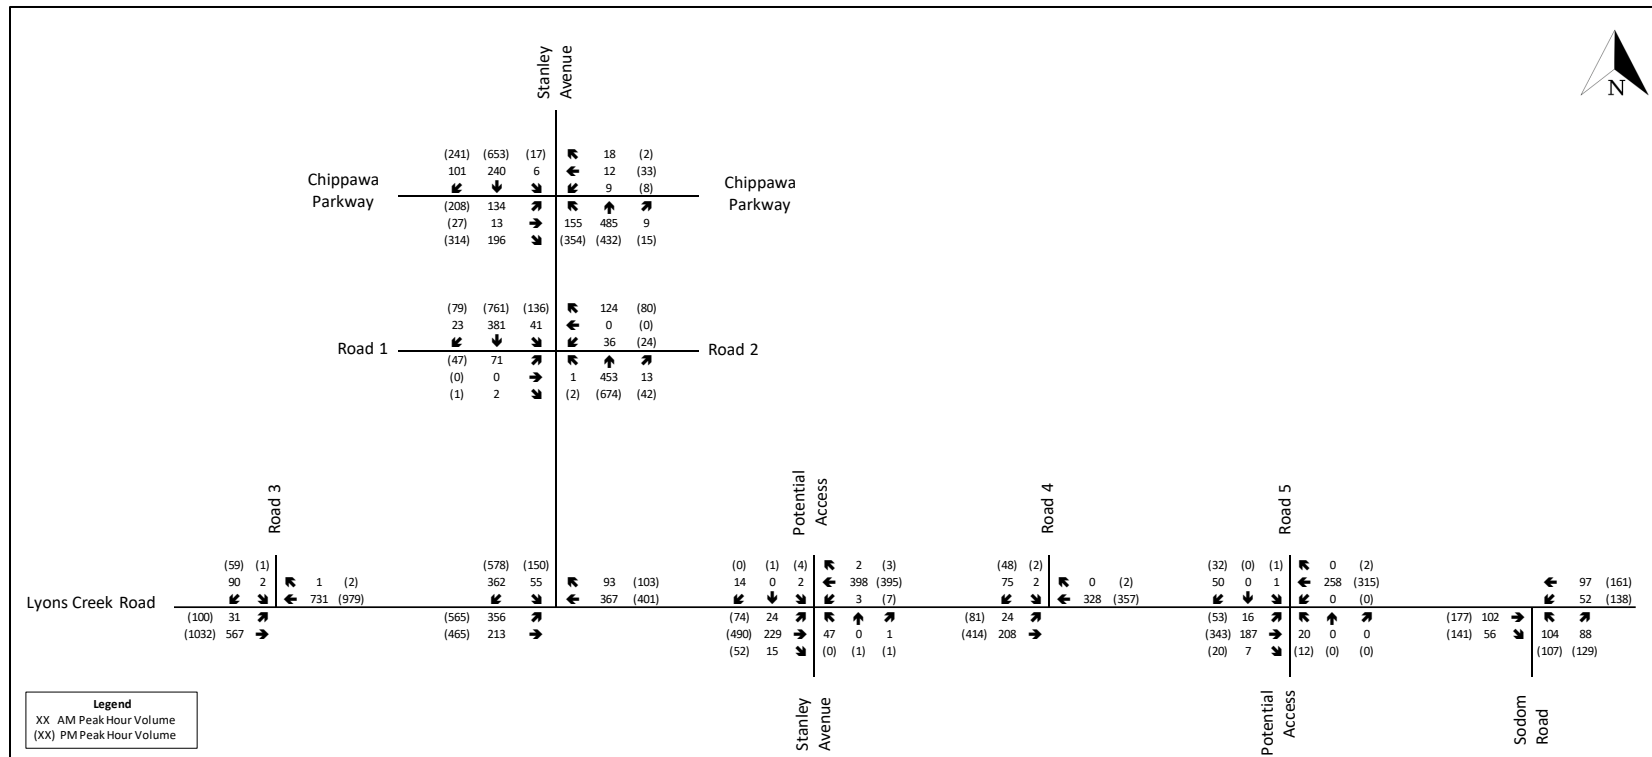 Stanley
Avenue
N
(241) (653) (17) 18 (2)
101 240 6 12 (33)
9 (8)
Chippawa
Parkway
Chippawa
Parkway
(208) 134
(27) 13 155 485 9
(314) 196 (354) (432) (15)
(79) (761) (136) 124 (80)
23 381 41 0 (0)
36 (24)
Road 1
Road 2
(47) 71
(0) 0 1 453 13
(1) 2 (2) (674) (42)
Road 3
Potential
Access
Road 4
Road 5
(59) (1)
90 2 1 (2)
731 (979)
(578) (150)
362 55 93 (103)
367 (401)
(0) (1) (4) 2 (3)
14 0 2 398 (395)
3 (7)
(48) (2)
75 2 0 (2)
328 (357)
(32) (0) (1) 0 (2)
50 0 1 258 (315)
0 (0)
97 (161)
52 (138)
Lyons Creek Road
(100) 31
(1032) 567
(565) 356
(465) 213
(74) 24
(490) 229 47 0 1
(52) 15 (0) (1) (1)
(81) 24
(414) 208
(53) 16
(343) 187 20 0 0
(20) 7 (12) (0) (0)
(177) 102
(141) 56 104 88
(107) (129)
Stanley
Avenue
Potential
Access
Sodom
Road
Legend
XX AM Peak Hour Volume
(XX) PM Peak Hour Volume